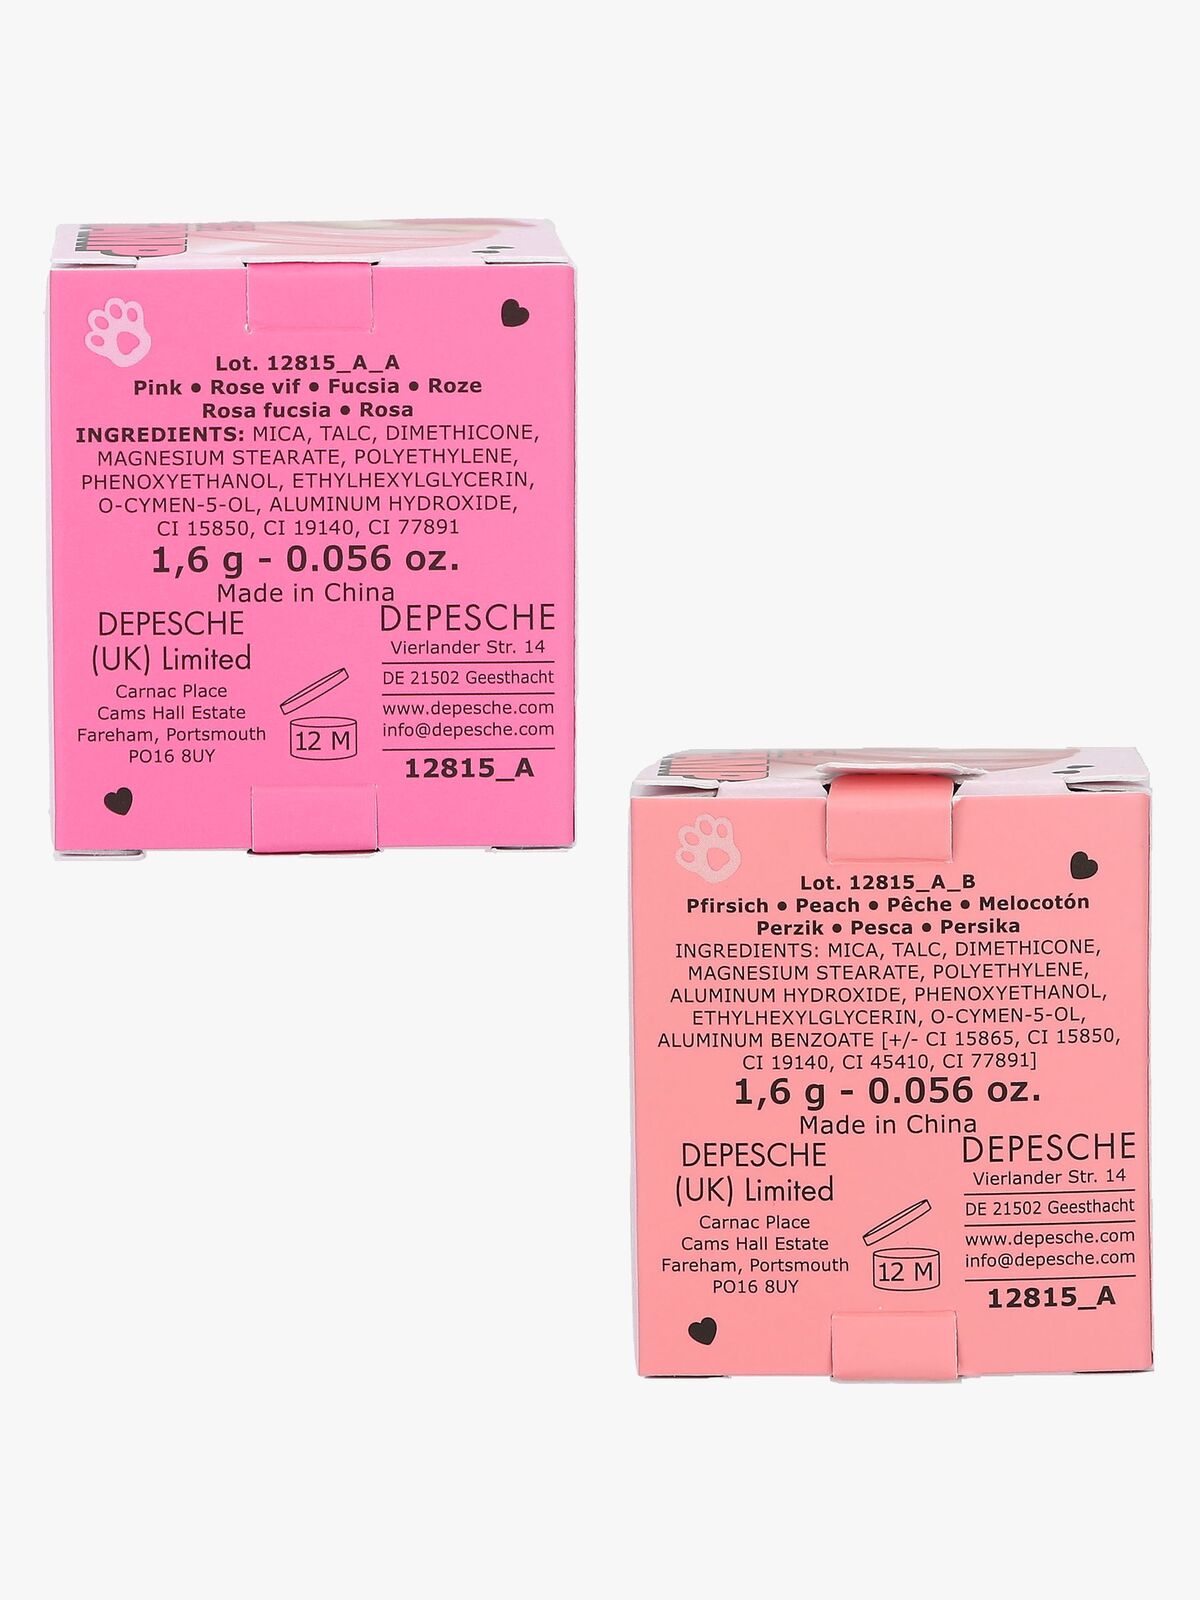 Lot. 12815_A_A
Pink • Rose vif • Fucsia • Roze
Rosa fucsia • Rosa
INGREDIENTS: MICA, TALC, DIMETHICONE,
MAGNESIUM STEARATE, POLYETHYLENE,
PHENOXYETHANOL, ETHYLHEXYLGLYCERIN,
O-CYMEN-5-OL, ALUMINUM HYDROXIDE,
CI 15850, CI 19140, CI 77891
1,6 g - 0.056 oz.
Made in China
DEPESCHE
(UK) Limited
Carnac Place
Cams Hall Estate
Fareham, Portsmouth
PO16 8UY
12 M
DEPESCHE
Vierlander Str. 14
DE 21502 Geesthacht
www.depesche.com
info@depesche.com
12815_A
Lot. 12815_A_B
Pfirsich • Peach • Pêche • Melocotón
Perzik • Pesca • Persika
INGREDIENTS: MICA, TALC, DIMETHICONE,
MAGNESIUM STEARATE, POLYETHYLENE,
ALUMINUM HYDROXIDE, PHENOXYETHANOL,
ETHYLHEXYLGLYCERIN, O-CYMEN-5-OL,
ALUMINUM BENZOATE [+/- CI 15865, CI 15850,
CI 19140, CI 45410, CI 77891]
1,6 g - 0.056 oz.
Made in China
DEPESCHE
(UK) Limited
Carnac Place
Cams Hall Estate
Fareham, Portsmouth
PO16 8UY
12 M
DEPESCHE
Vierlander Str. 14
DE 21502 Geesthacht
www.depesche.com
info@depesche.com
12815_A